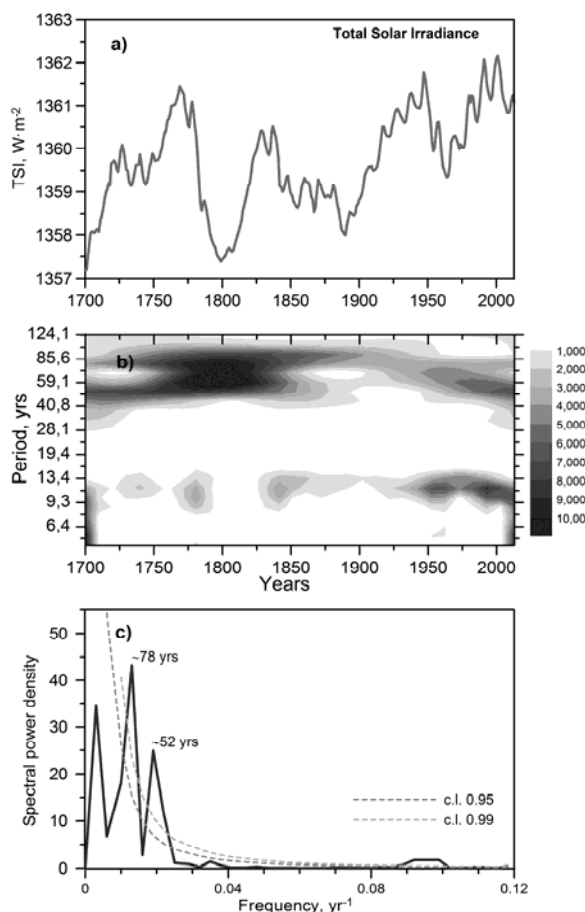 1363
1362
1361
1360
1359
1358
1357
TSI, W·m-2
a)
Total Solar Irradiance
1700 1750 1800 1850 1900 1950 2000
124,1
85,6
59,1
40,8
28,1
19,4
13,4
9,3
6,4
Period, yrs
b)
1,000
2,000
3,000
4,000
5,000
6,000
7,000
8,000
9,000
10,00
1700 1750 1800 1850 1900 1950 2000
Years
50
40
30
20
10
0
Spectral power density
c)
~78 yrs
~52 yrs
c.l. 0.95
c.l. 0.99
0 0.04 0.08 0.12
Frequency, yr-1